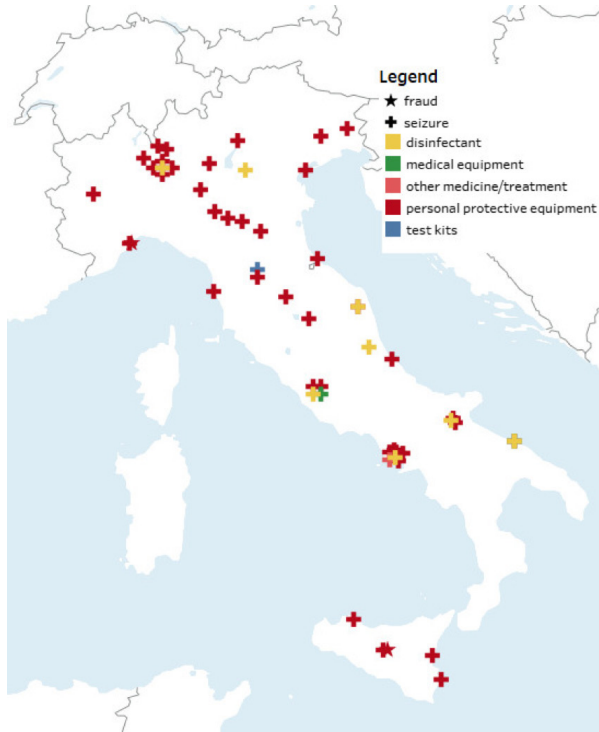 Legend
fraud
seizure
disinfectant
medical equipment
other medicine/treatment
personal protective equipment
test kits